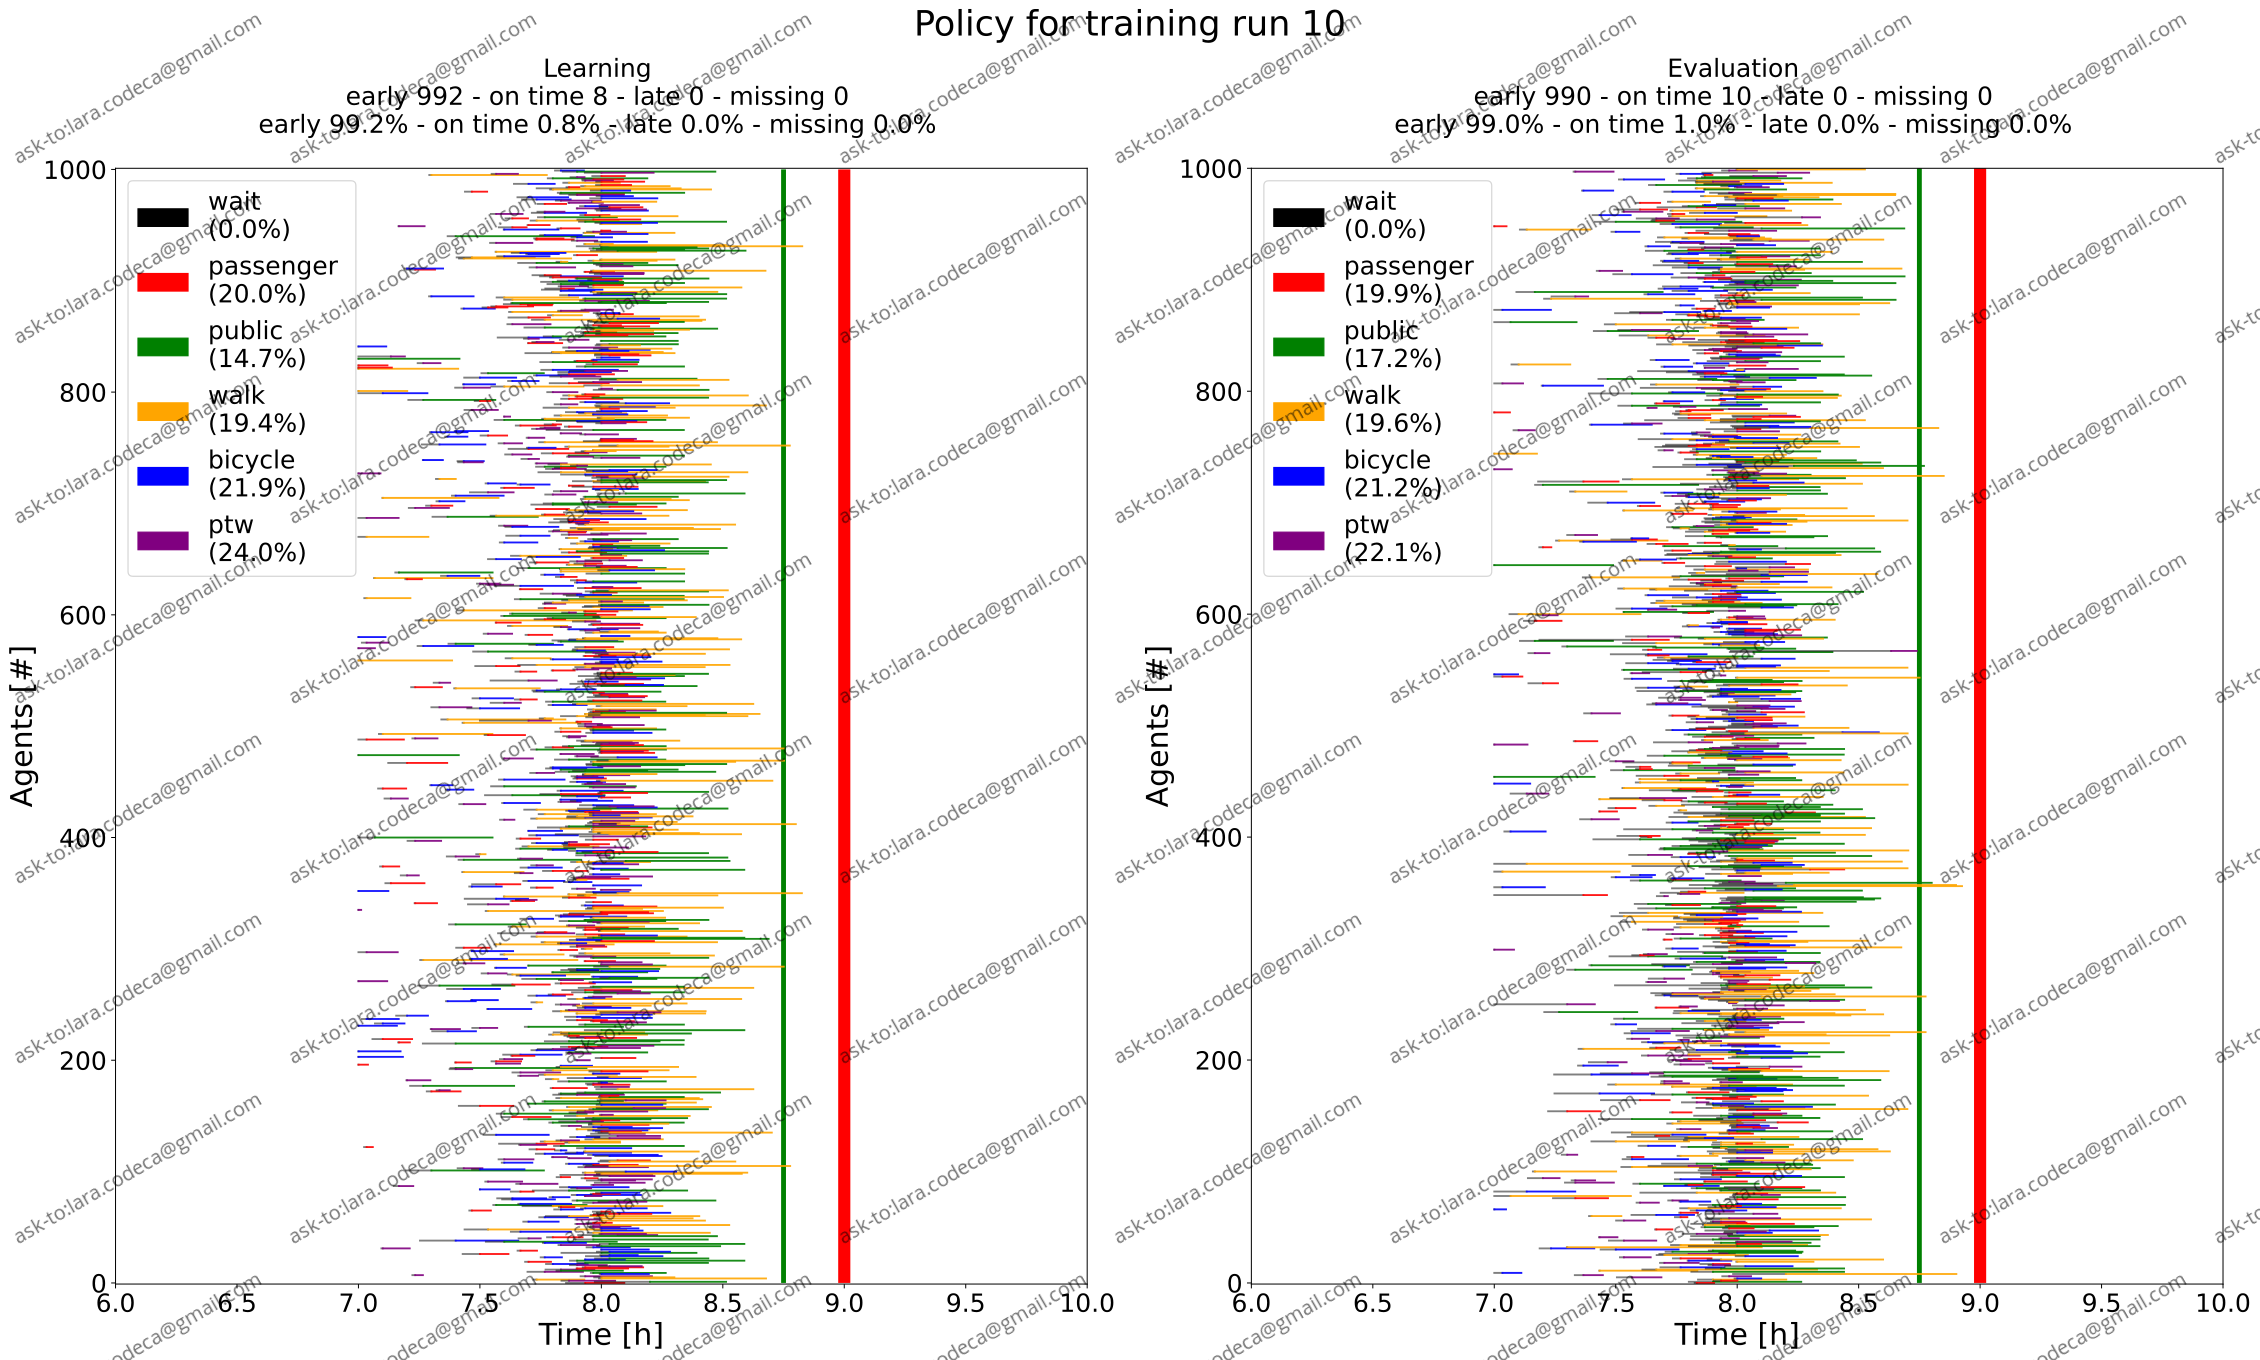 Policy for training run 10
Learning
early 992 - on time 8 - late 0 - missing 0
early 99.2% - on time 0.8% - late 0.0% - missing 0.0%
wait
(0.0%)
passenger
(20.0%)
public
(14.7%)
walk
(19.4%)
bicycle
(21.9%)
ptw
(24.0%)
1000
800
600
400
200
0
Agents [#]
6.0 6.5 7.0 7.5 8.0 8.5 9.0 9.5 10.0
Time [h]
Evaluation
early 990 - on time 10 - late 0 - missing 0
early 99.0% - on time 1.0% - late 0.0% - missing 0.0%
wait
(0.0%)
passenger
(19.9%)
public
(17.2%)
walk
(19.6%)
bicycle
(21.2%)
ptw
(22.1%)
1000
800
600
400
200
0
Agents [#]
6.0 6.5 7.0 7.5 8.0 8.5 9.0 9.5 10.0
Time [h]
ask-to:lara.codeca@gmail.com